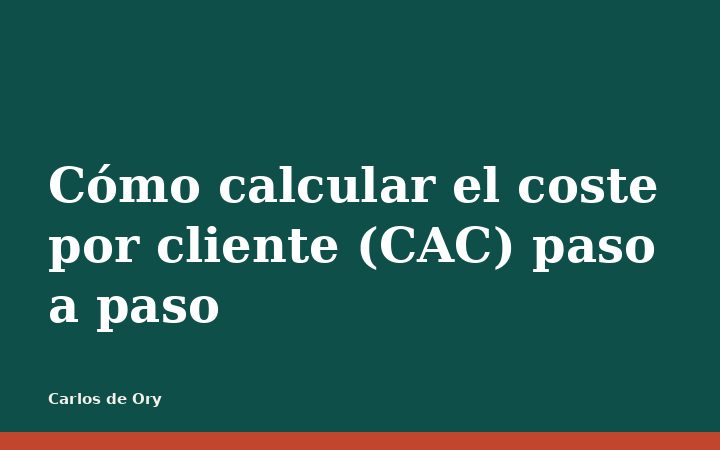 Cómo calcular el coste
por cliente (CAC) paso
a paso
Carlos de Ory